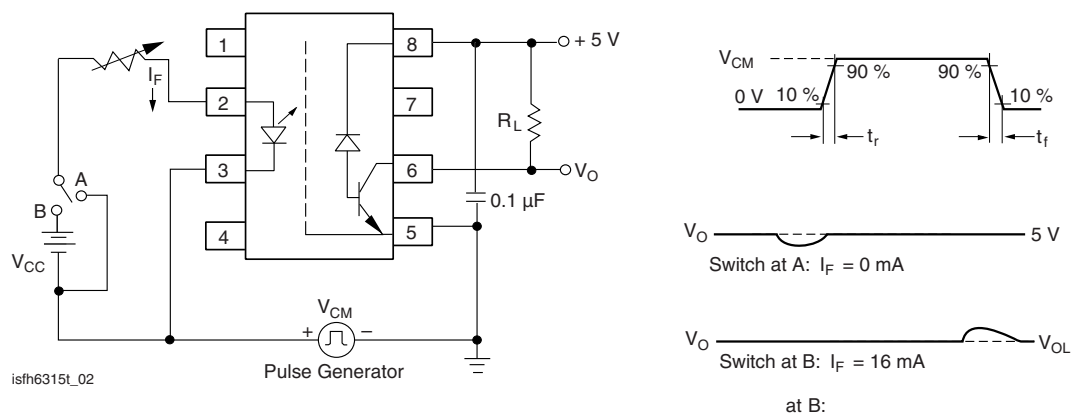 1
2
3
4
8
7
6
5
I_F
A
B
V_CC
+ 5 V
R_L
V_O
0.1 µF
V_CM
+
–
Pulse Generator
isfh6315t_02
V_CM
90 %
90 %
0 V
10 %
10 %
t_r
t_f
V_O
5 V
Switch at A: I_F = 0 mA
V_O
V_OL
Switch at B: I_F = 16 mA
at B: